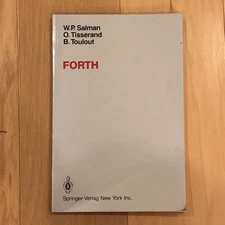 W.P. Salman
O. Tisserand
B. Toulout
FORTH
Springer-Verlag New York Inc.